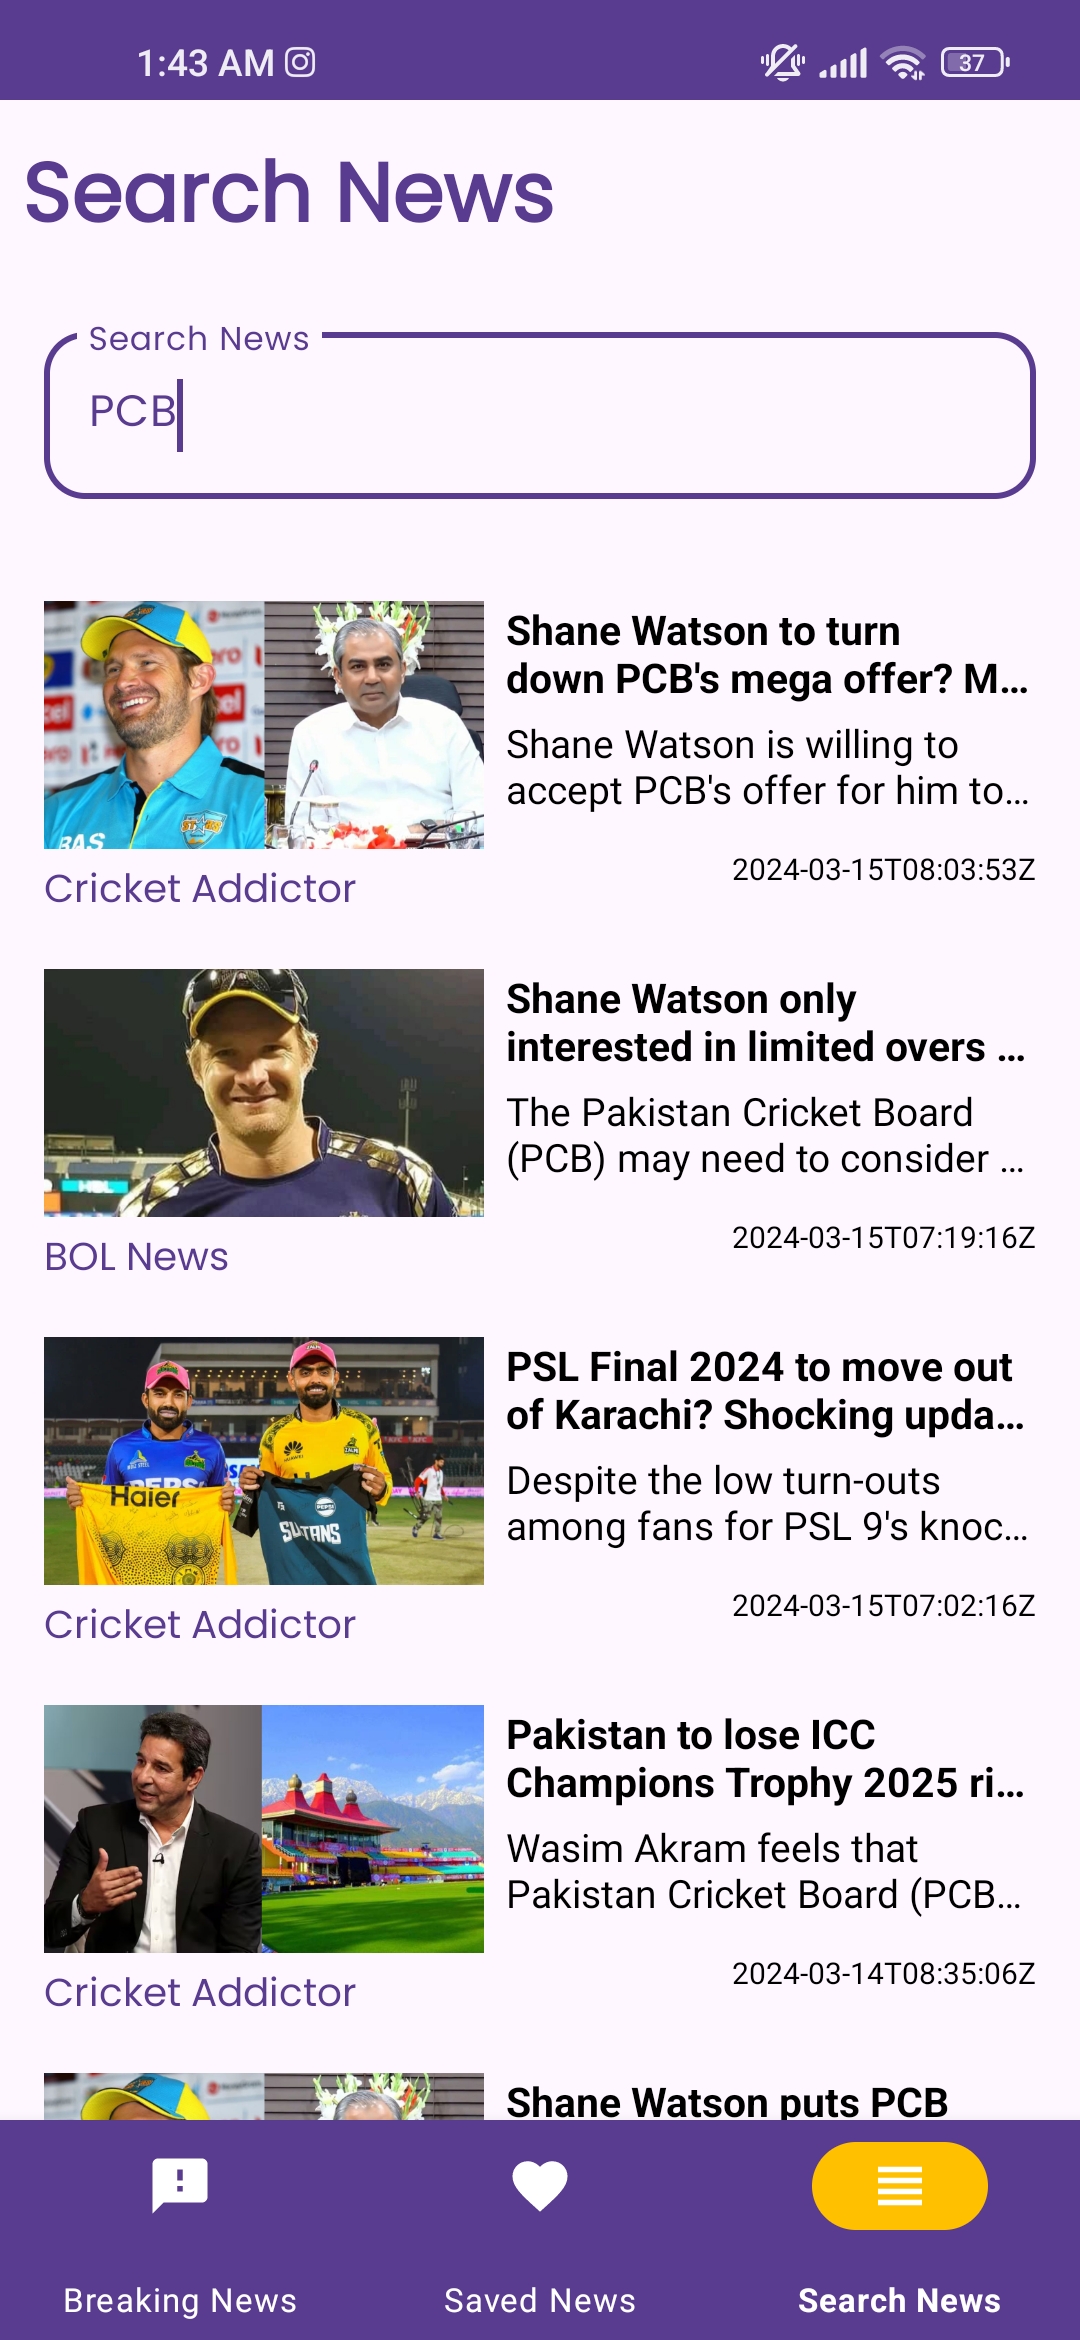 1:43 AM
37
Search News
Search News
PCB
Shane Watson to turn
down PCB's mega offer? M...
Shane Watson is willing to
accept PCB's offer for him to...
2024-03-15T08:03:53Z
Cricket Addictor
Shane Watson only
interested in limited overs ...
The Pakistan Cricket Board
(PCB) may need to consider ...
2024-03-15T07:19:16Z
BOL News
PSL Final 2024 to move out
of Karachi? Shocking upda...
Despite the low turn-outs
among fans for PSL 9's knoc...
Haier
SULTANS
2024-03-15T07:02:16Z
Cricket Addictor
Pakistan to lose ICC
Champions Trophy 2025 ri...
Wasim Akram feels that
Pakistan Cricket Board (PCB...
2024-03-14T08:35:06Z
Cricket Addictor
Shane Watson puts PCB
Breaking News
Saved News
Search News